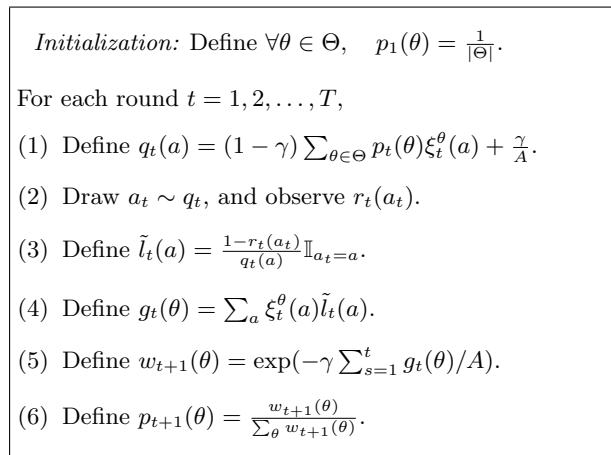 Initialization: Define ∀θ ∈ Θ, p₁(θ) = 1/|Θ|.
For each round t = 1, 2, . . . , T,
(1) Define q_t(a) = (1 − γ) ∑_{θ∈Θ} p_t(θ)ξ_t^θ(a) + γ/A.
(2) Draw a_t ∼ q_t, and observe r_t(a_t).
(3) Define l̃_t(a) = (1−r_t(a_t))/q_t(a) 𝕀_{a_t=a}.
(4) Define g_t(θ) = ∑_a ξ_t^θ(a)l̃_t(a).
(5) Define w_{t+1}(θ) = exp(−γ ∑_{s=1}^t g_t(θ)/A).
(6) Define p_{t+1}(θ) = w_{t+1}(θ)/∑_θ w_{t+1}(θ).